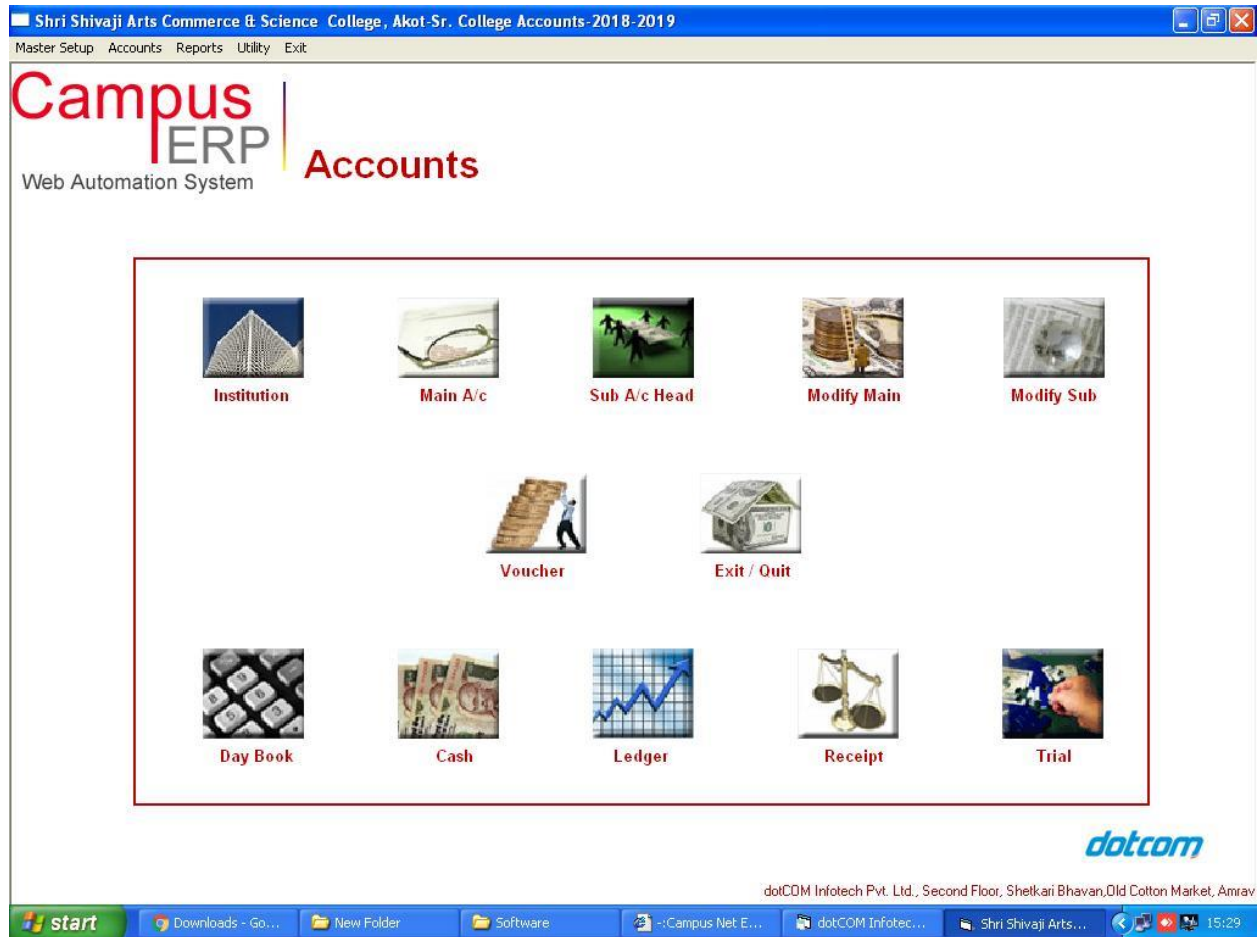 Shri Shivaji Arts Commerce & Science College, Akot-Sr. College Accounts-2018-2019
Master Setup Accounts Reports Utility Exit
Campus
ERP
Web Automation System
Accounts
Institution Main A/c Sub A/c Head Modify Main Modify Sub
Voucher Exit / Quit
Day Book Cash Ledger Receipt Trial
dotcom
dotCOM Infotech Pvt. Ltd., Second Floor, Shetkari Bhavan,Old Cotton Market, Amrav
start Downloads - Go... New Folder Software -:Campus Net E... dotCOM Infotec... Shri Shivaji Arts... 15:29